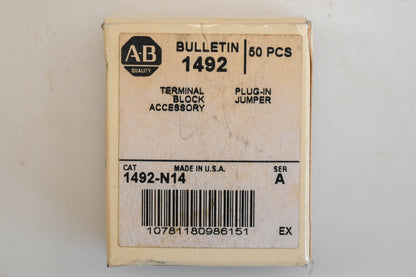 A-B
QUALITY
BULLETIN
1492
50 PCS
TERMINAL
BLOCK
ACCESSORY
PLUG-IN
JUMPER
CAT
MADE IN U.S.A.
SER
1492-N14
A
10781180986151
EX